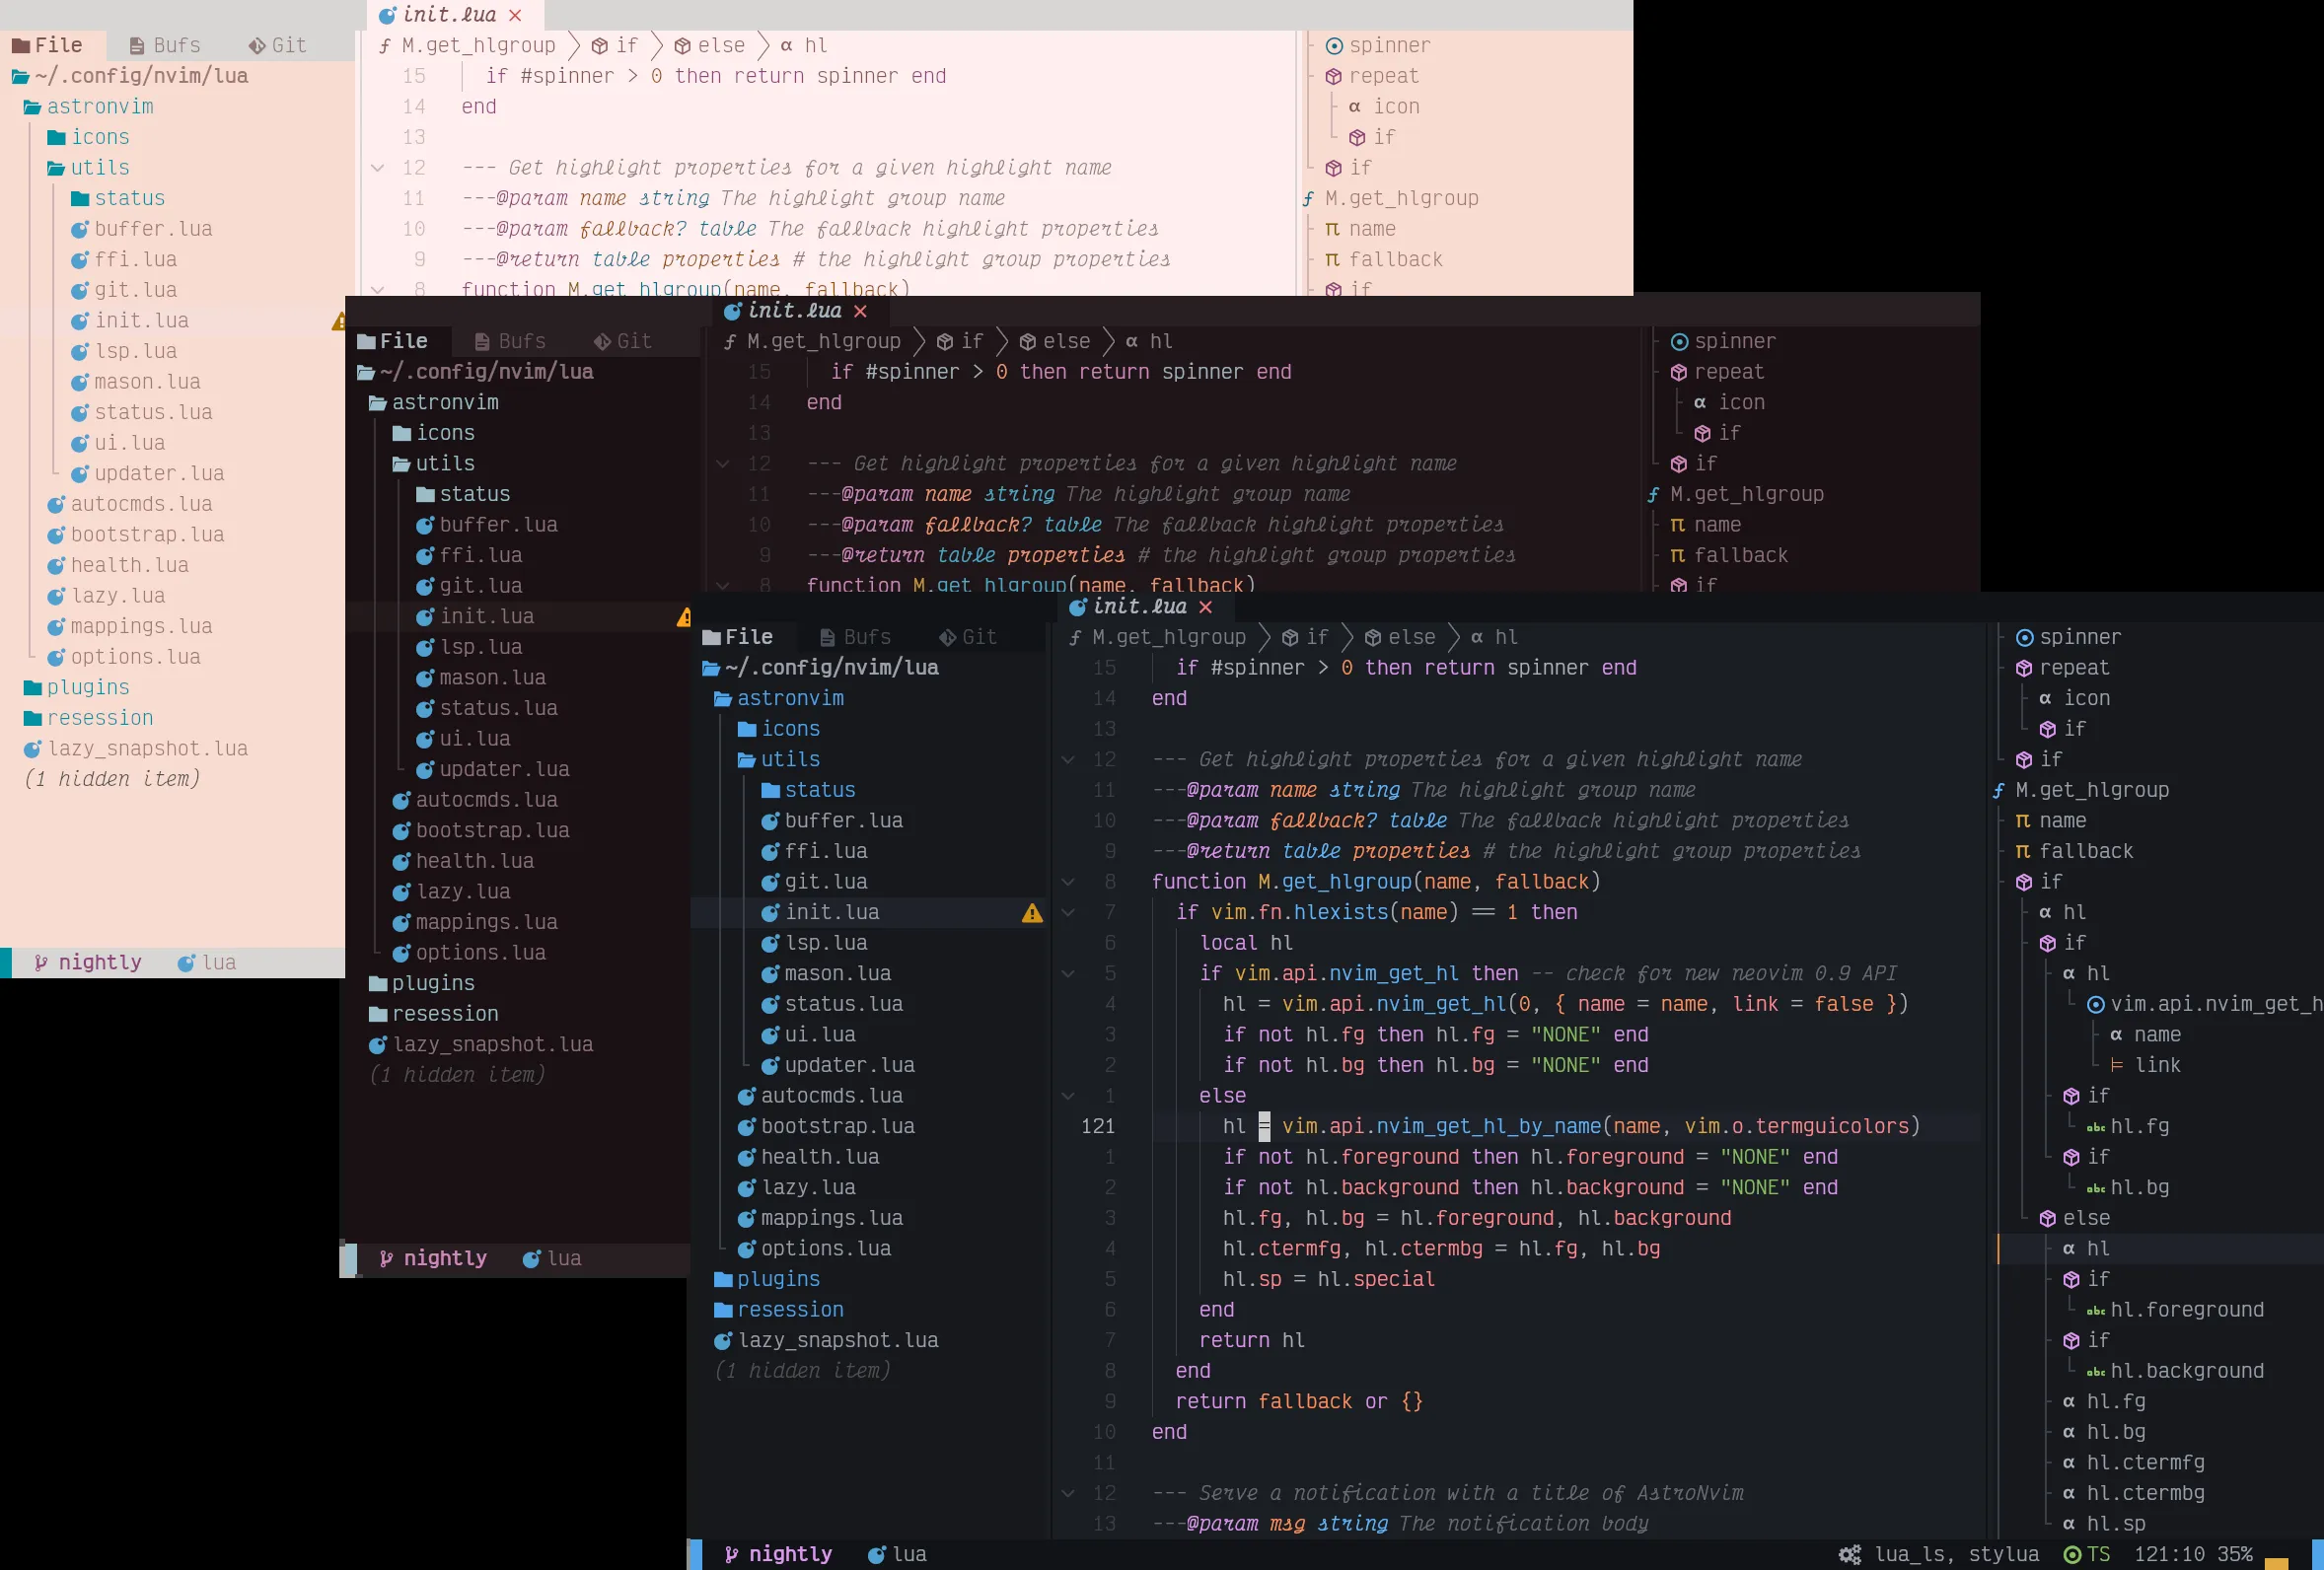 init.lua ✕
File Bufs Git
~/.config/nvim/lua
astronvim
icons
utils
status
buffer.lua
ffi.lua
git.lua
init.lua
lsp.lua
mason.lua
status.lua
ui.lua
updater.lua
autocmds.lua
bootstrap.lua
health.lua
lazy.lua
mappings.lua
options.lua
plugins
resession
lazy_snapshot.lua
(1 hidden item)
nightly lua
ƒ M.get_hlgroup 〉 if 〉 else 〉 α hl
15 if #spinner > 0 then return spinner end
14 end
13
12 --- Get highlight properties for a given highlight name
11 ---@param name string The highlight group name
10 ---@param fallback? table The fallback highlight properties
9 ---@return table properties # the highlight group properties
8 function M.get_hlgroup(name, fallback)
spinner
repeat
α icon
if
if
ƒ M.get_hlgroup
π name
π fallback
if
init.lua ✕
File Bufs Git
~/.config/nvim/lua
astronvim
icons
utils
status
buffer.lua
ffi.lua
git.lua
init.lua
lsp.lua
mason.lua
status.lua
ui.lua
updater.lua
autocmds.lua
bootstrap.lua
health.lua
lazy.lua
mappings.lua
options.lua
plugins
resession
lazy_snapshot.lua
(1 hidden item)
nightly lua
ƒ M.get_hlgroup 〉 if 〉 else 〉 α hl
15 if #spinner > 0 then return spinner end
14 end
13
12 --- Get highlight properties for a given highlight name
11 ---@param name string The highlight group name
10 ---@param fallback? table The fallback highlight properties
9 ---@return table properties # the highlight group properties
8 function M.get_hlgroup(name, fallback)
spinner
repeat
α icon
if
if
ƒ M.get_hlgroup
π name
π fallback
if
init.lua ✕
File Bufs Git
~/.config/nvim/lua
astronvim
icons
utils
status
buffer.lua
ffi.lua
git.lua
init.lua
lsp.lua
mason.lua
status.lua
ui.lua
updater.lua
autocmds.lua
bootstrap.lua
health.lua
lazy.lua
mappings.lua
options.lua
plugins
resession
lazy_snapshot.lua
(1 hidden item)
ƒ M.get_hlgroup 〉 if 〉 else 〉 α hl
15 if #spinner > 0 then return spinner end
14 end
13
12 --- Get highlight properties for a given highlight name
11 ---@param name string The highlight group name
10 ---@param fallback? table The fallback highlight properties
9 ---@return table properties # the highlight group properties
8 function M.get_hlgroup(name, fallback)
7 if vim.fn.hlexists(name) == 1 then
6 local hl
5 if vim.api.nvim_get_hl then -- check for new neovim 0.9 API
4 hl = vim.api.nvim_get_hl(0, { name = name, link = false })
3 if not hl.fg then hl.fg = "NONE" end
2 if not hl.bg then hl.bg = "NONE" end
1 else
121 hl = vim.api.nvim_get_hl_by_name(name, vim.o.termguicolors)
1 if not hl.foreground then hl.foreground = "NONE" end
2 if not hl.background then hl.background = "NONE" end
3 hl.fg, hl.bg = hl.foreground, hl.background
4 hl.ctermfg, hl.ctermbg = hl.fg, hl.bg
5 hl.sp = hl.special
6 end
7 return hl
8 end
9 return fallback or {}
10 end
11
12 --- Serve a notification with a title of AstroNvim
13 ---@param msg string The notification body
spinner
repeat
α icon
if
if
ƒ M.get_hlgroup
π name
π fallback
if
α hl
if
α hl
vim.api.nvim_get_h
α name
link
if
abc hl.fg
if
abc hl.bg
else
α hl
if
abc hl.foreground
if
abc hl.background
α hl.fg
α hl.bg
α hl.ctermfg
α hl.ctermbg
α hl.sp
nightly lua lua_ls, stylua TS 121:10 35%